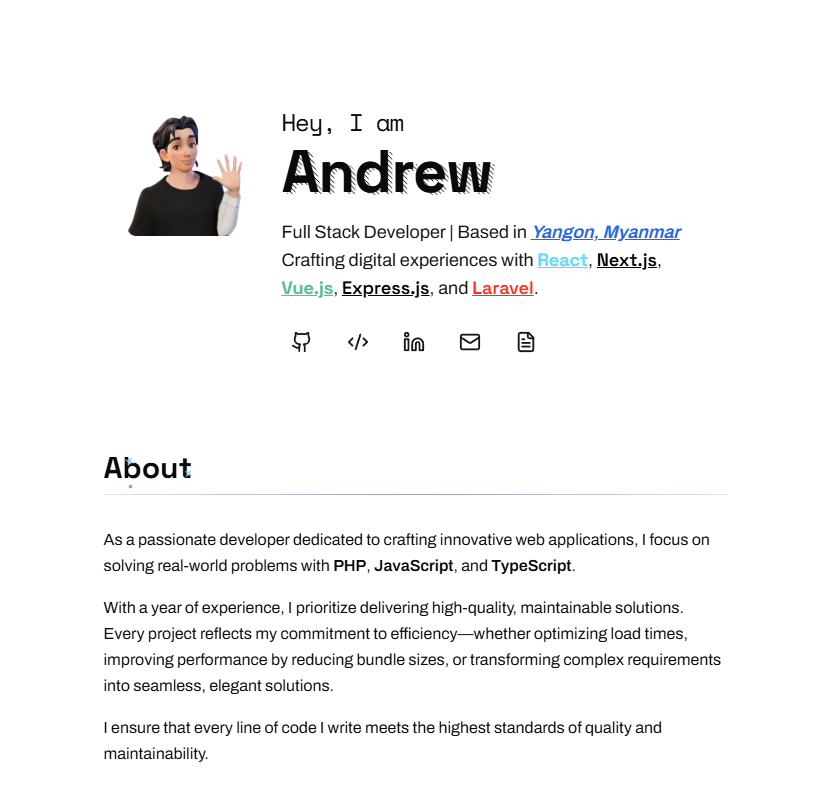 Hey, I am
Andrew
Full Stack Developer | Based in Yangon, Myanmar
Crafting digital experiences with React, Next.js,
Vue.js, Express.js, and Laravel.
About
As a passionate developer dedicated to crafting innovative web applications, I focus on
solving real-world problems with PHP, JavaScript, and TypeScript.
With a year of experience, I prioritize delivering high-quality, maintainable solutions.
Every project reflects my commitment to efficiency—whether optimizing load times,
improving performance by reducing bundle sizes, or transforming complex requirements
into seamless, elegant solutions.
I ensure that every line of code I write meets the highest standards of quality and
maintainability.